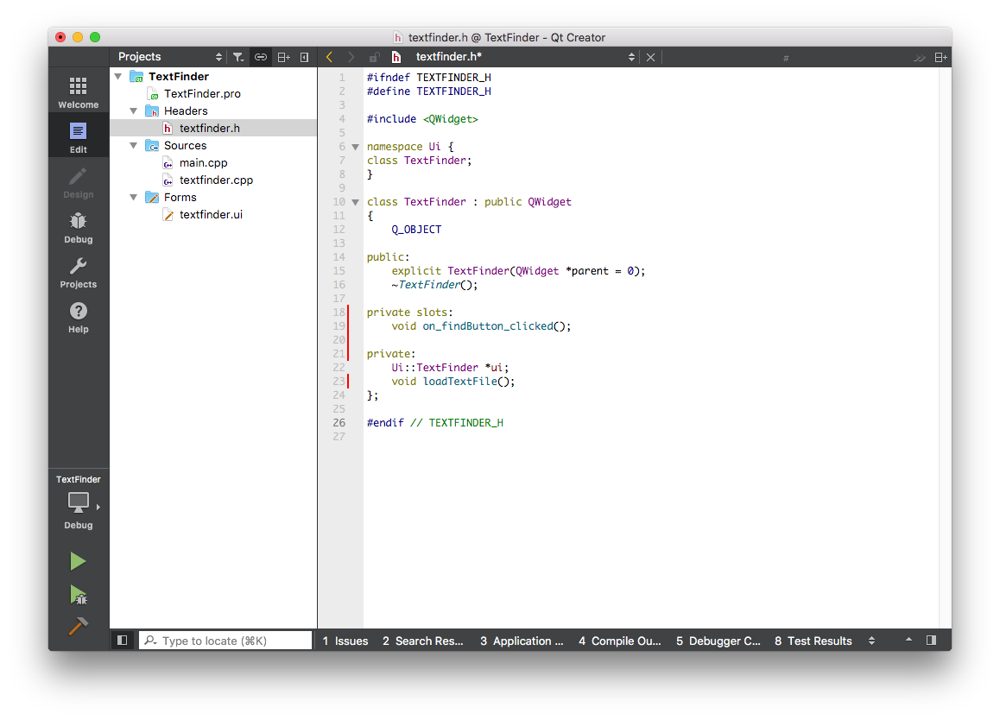 textfinder.h @ TextFinder - Qt Creator
Projects
textfinder.h*
#
Welcome
Edit
Design
Debug
Projects
Help
TextFinder
Debug
TextFinder
TextFinder.pro
Headers
textfinder.h
Sources
main.cpp
textfinder.cpp
Forms
textfinder.ui
1 #ifndef TEXTFINDER_H
2 #define TEXTFINDER_H
3
4 #include <QWidget>
5
6 namespace Ui {
7 class TextFinder;
8 }
9
10 class TextFinder : public QWidget
11 {
12 Q_OBJECT
13
14 public:
15 explicit TextFinder(QWidget *parent = 0);
16 ~TextFinder();
17
18 private slots:
19 void on_findButton_clicked();
20
21 private:
22 Ui::TextFinder *ui;
23 void loadTextFile();
24 };
25
26 #endif // TEXTFINDER_H
27
Type to locate (⌘K)
1 Issues
2 Search Res...
3 Application ...
4 Compile Ou...
5 Debugger C...
8 Test Results